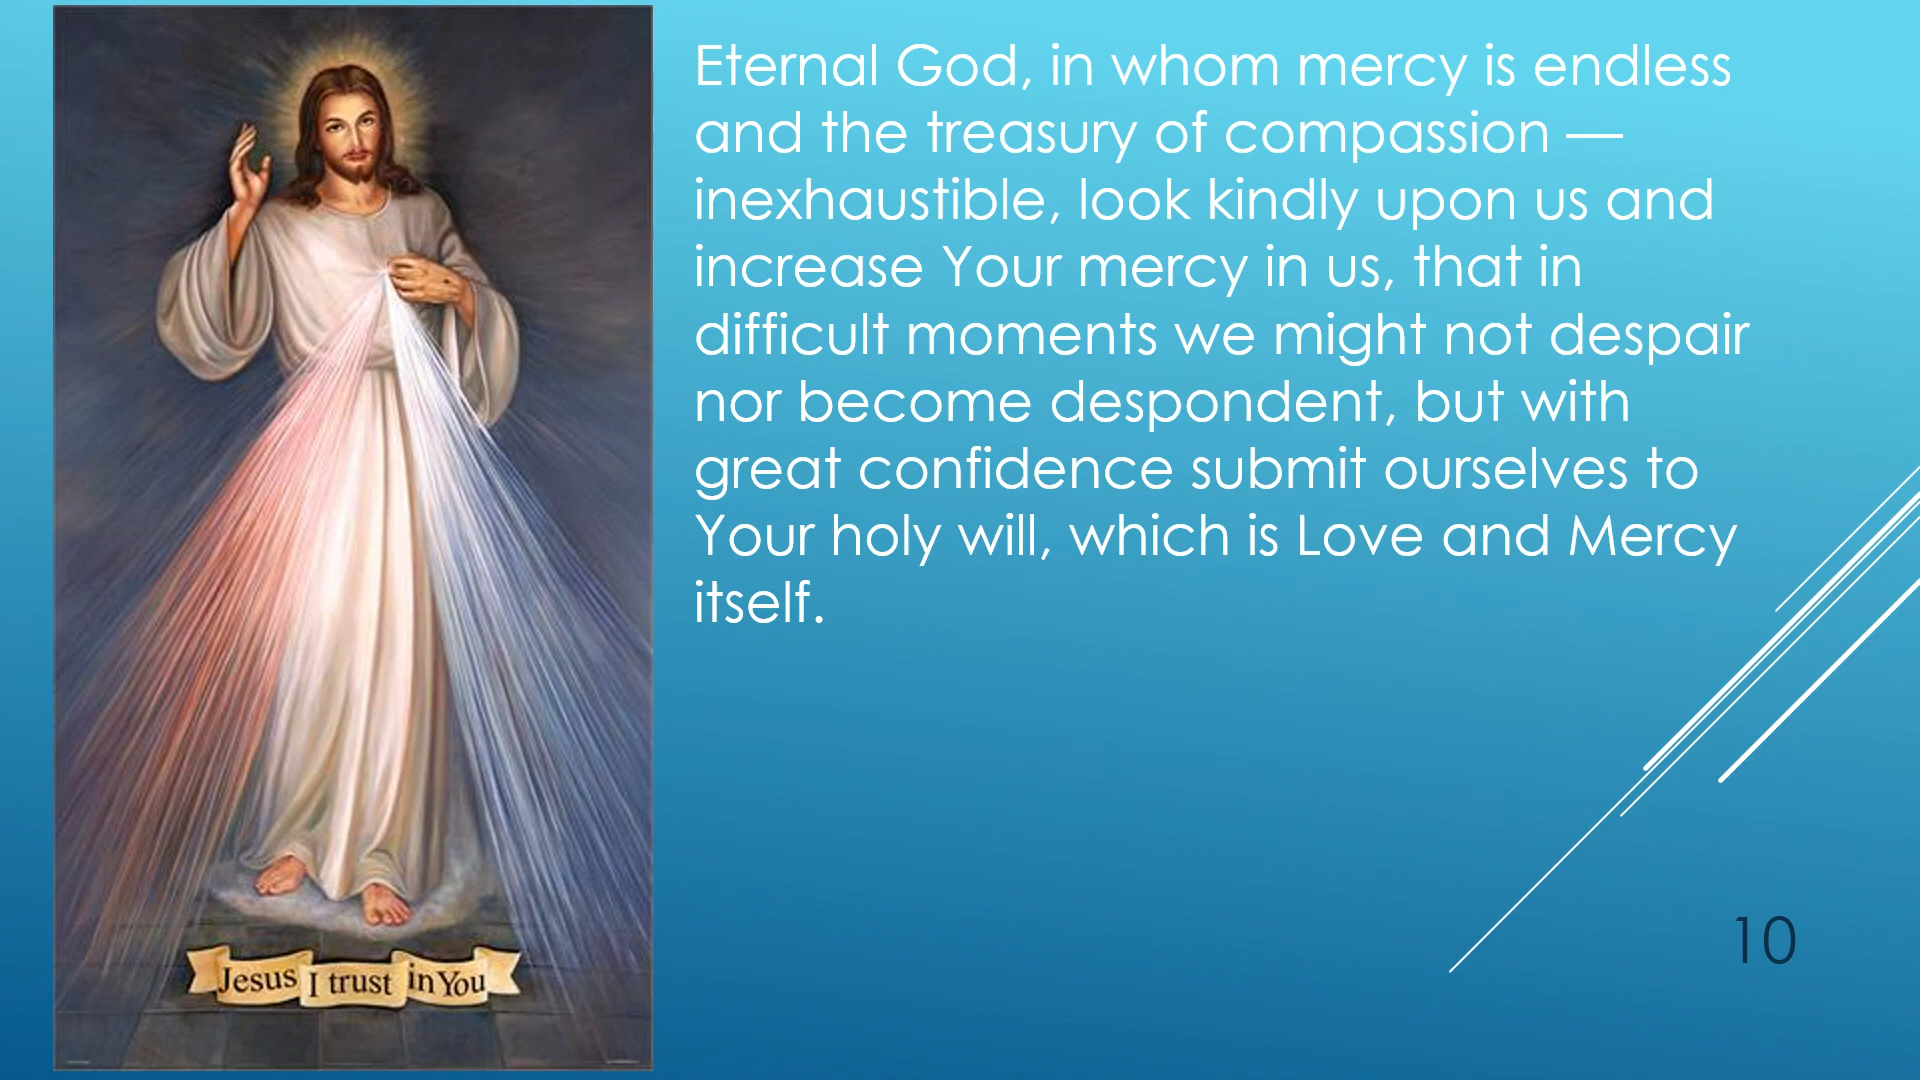 Eternal God, in whom mercy is endless
and the treasury of compassion —
inexhaustible, look kindly upon us and
increase Your mercy in us, that in
difficult moments we might not despair
nor become despondent, but with
great confidence submit ourselves to
Your holy will, which is Love and Mercy
itself.
Jesus I trust in You
10